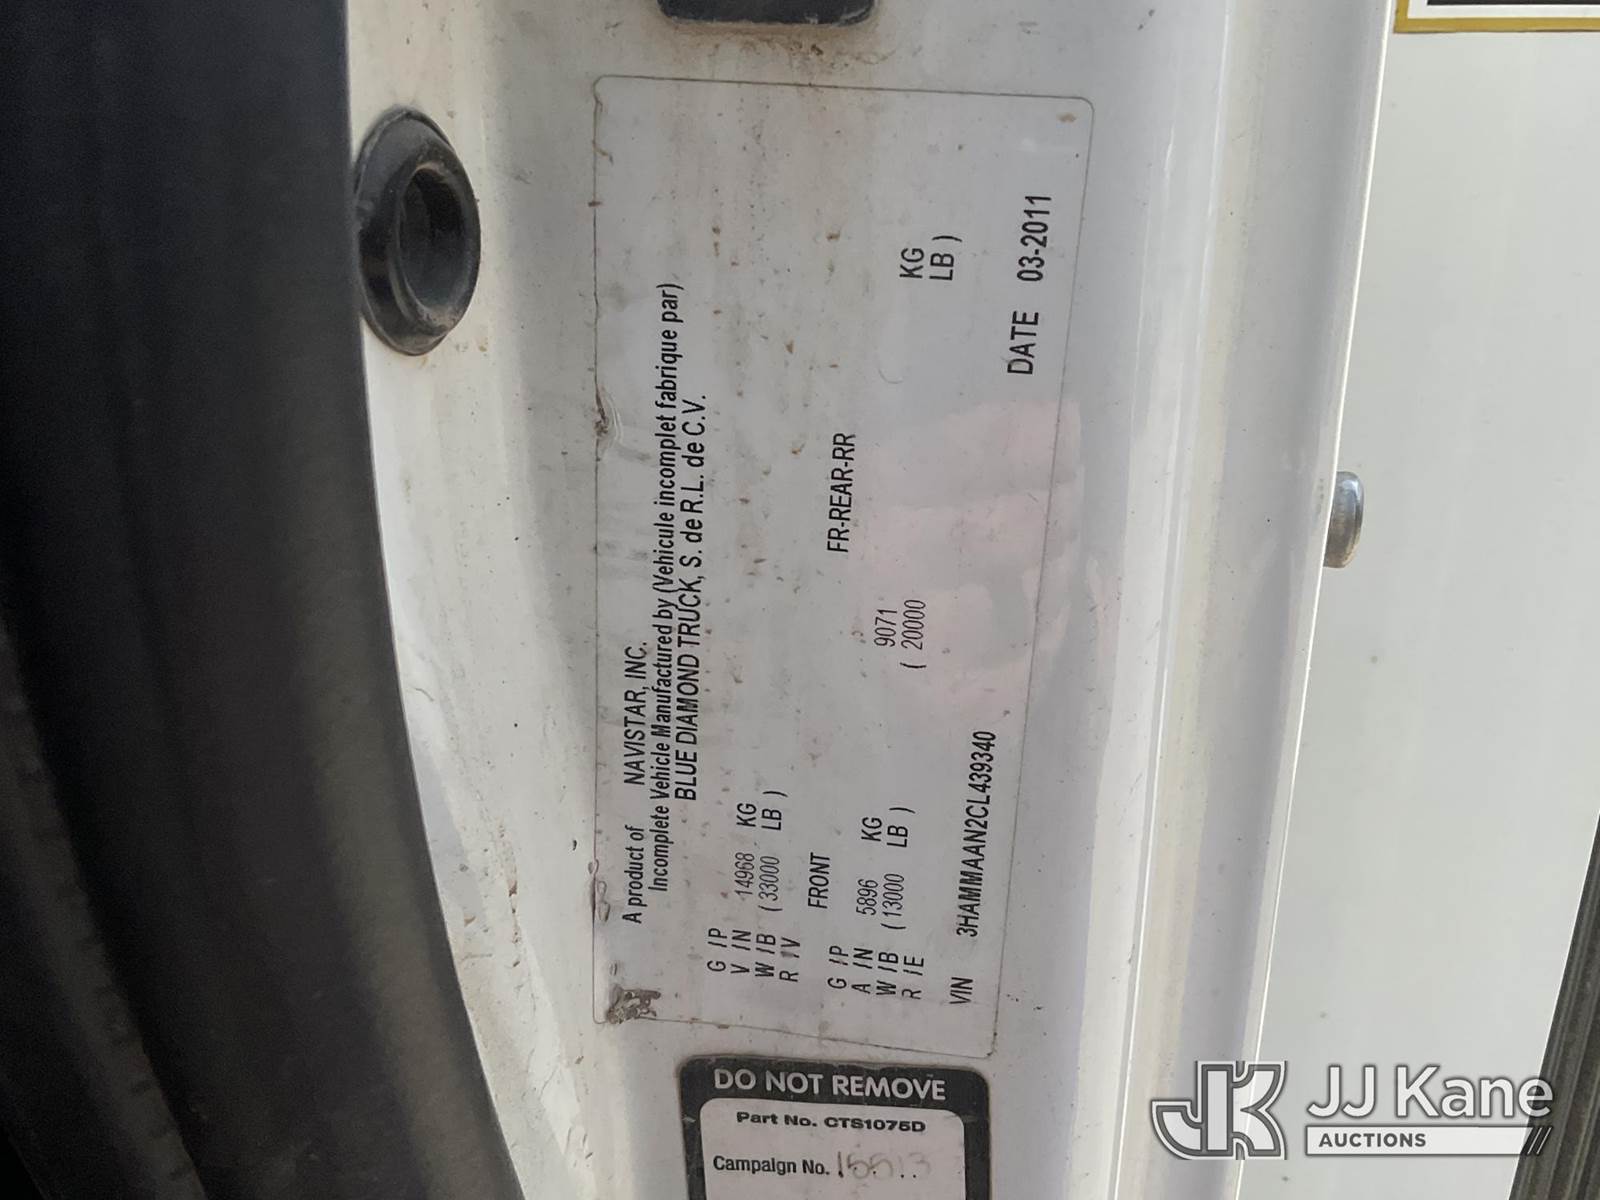 A product of NAVISTAR, INC.
Incomplete Vehicle Manufactured by (Vehicule incomplet fabrique par)
BLUE DIAMOND TRUCK, S. de R.L. de C.V.
G / P
V / N 14968 KG
W / B ( 33000 LB )
R / V
FRONT FR-REAR-RR
G / P
A / N 5896 KG 9071 KG
W / B ( 13000 LB ) ( 20000 LB )
R / E
VIN 3HAMMAAN2CL439340 DATE 03-2011
DO NOT REMOVE
Part No. CTS1075D
Campaign No. 15513
JK JJ Kane
AUCTIONS